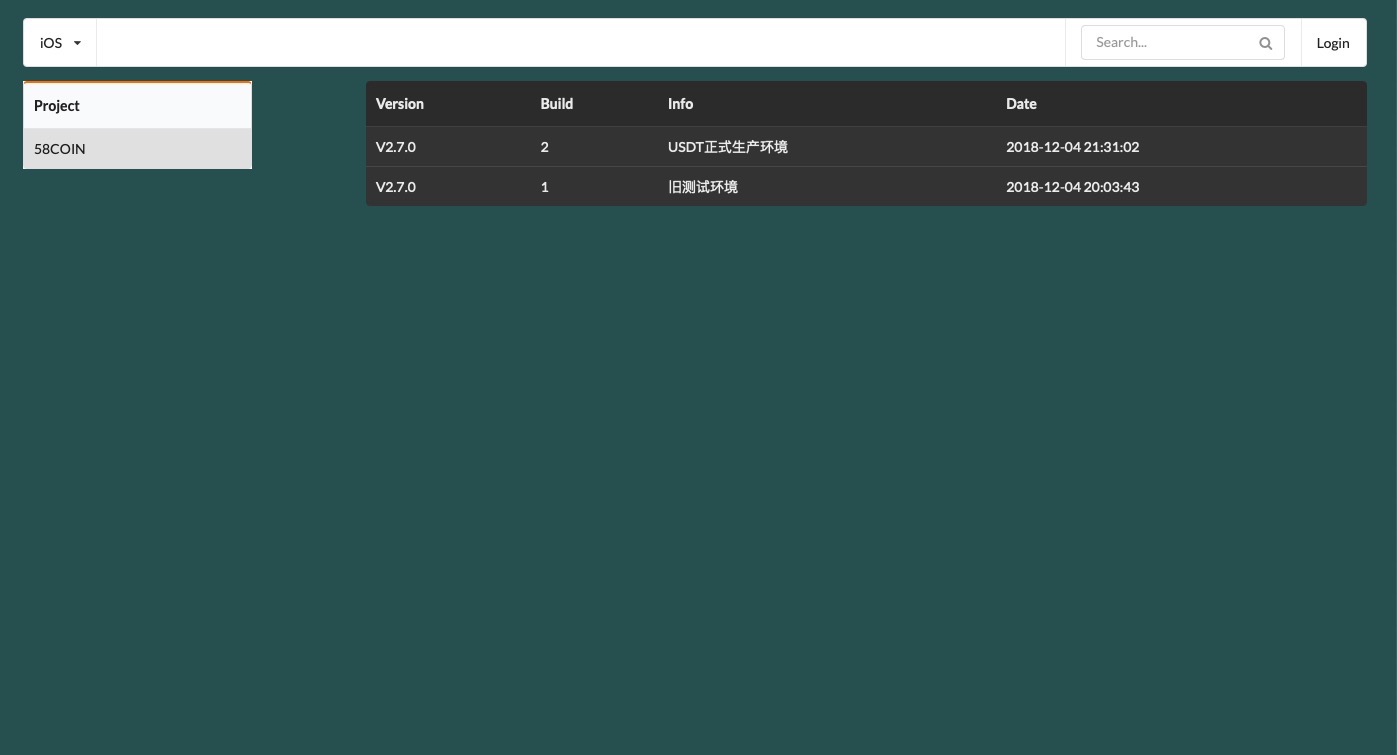 iOS Search... Login
Project
58COIN
Version Build Info Date
V2.7.0 2 USDT正式生产环境 2018-12-04 21:31:02
V2.7.0 1 旧测试环境 2018-12-04 20:03:43